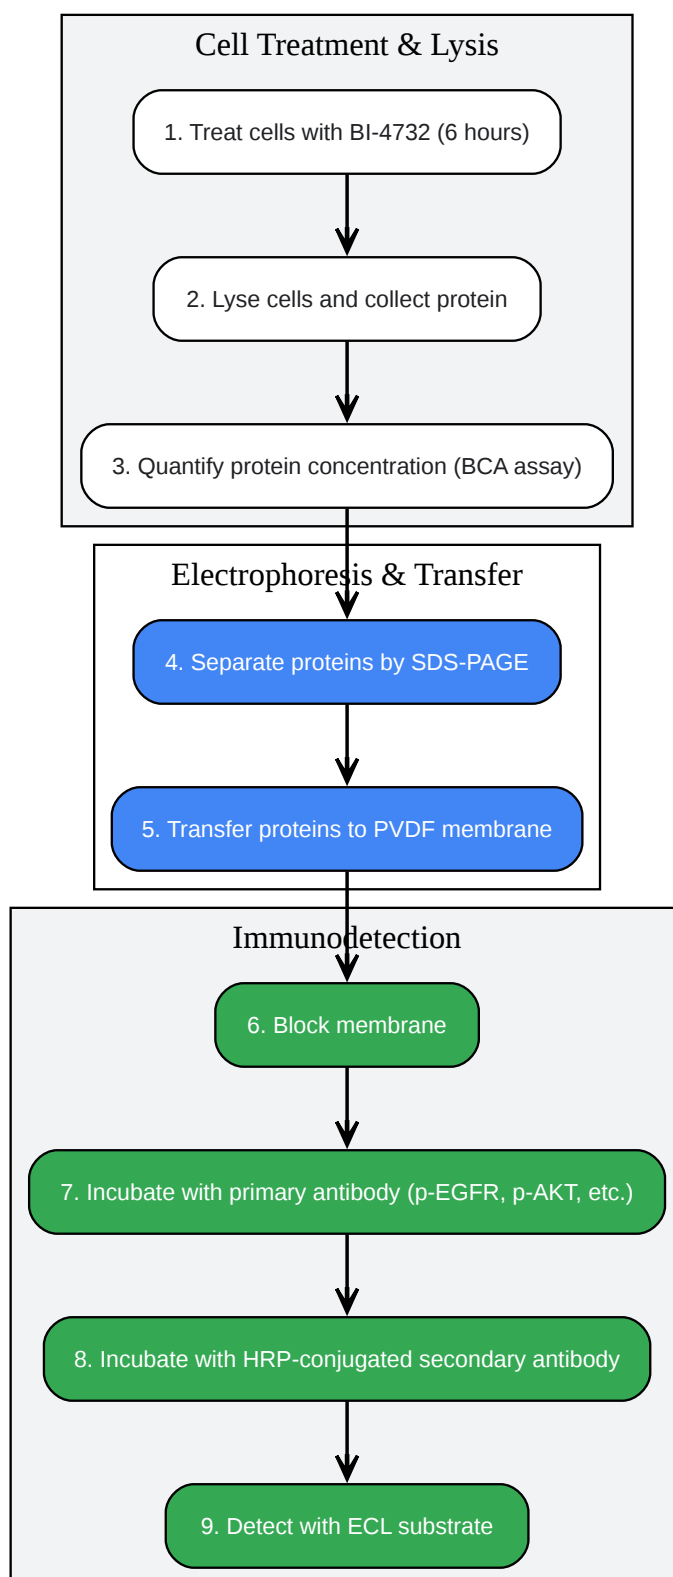 Cell Treatment & Lysis
1. Treat cells with BI-4732 (6 hours)
2. Lyse cells and collect protein
3. Quantify protein concentration (BCA assay)
Electrophoresis & Transfer
4. Separate proteins by SDS-PAGE
5. Transfer proteins to PVDF membrane
Immunodetection
6. Block membrane
7. Incubate with primary antibody (p-EGFR, p-AKT, etc.)
8. Incubate with HRP-conjugated secondary antibody
9. Detect with ECL substrate